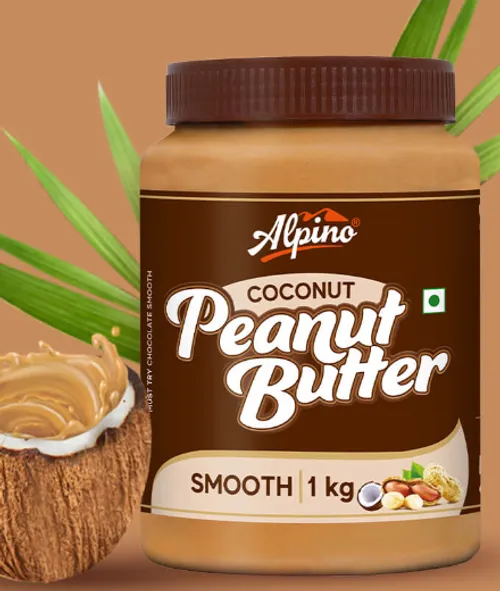 Alpino®
COCONUT
Peanut
Butter
MUST TRY CHOCOLATE SMOOTH
SMOOTH | 1 kg